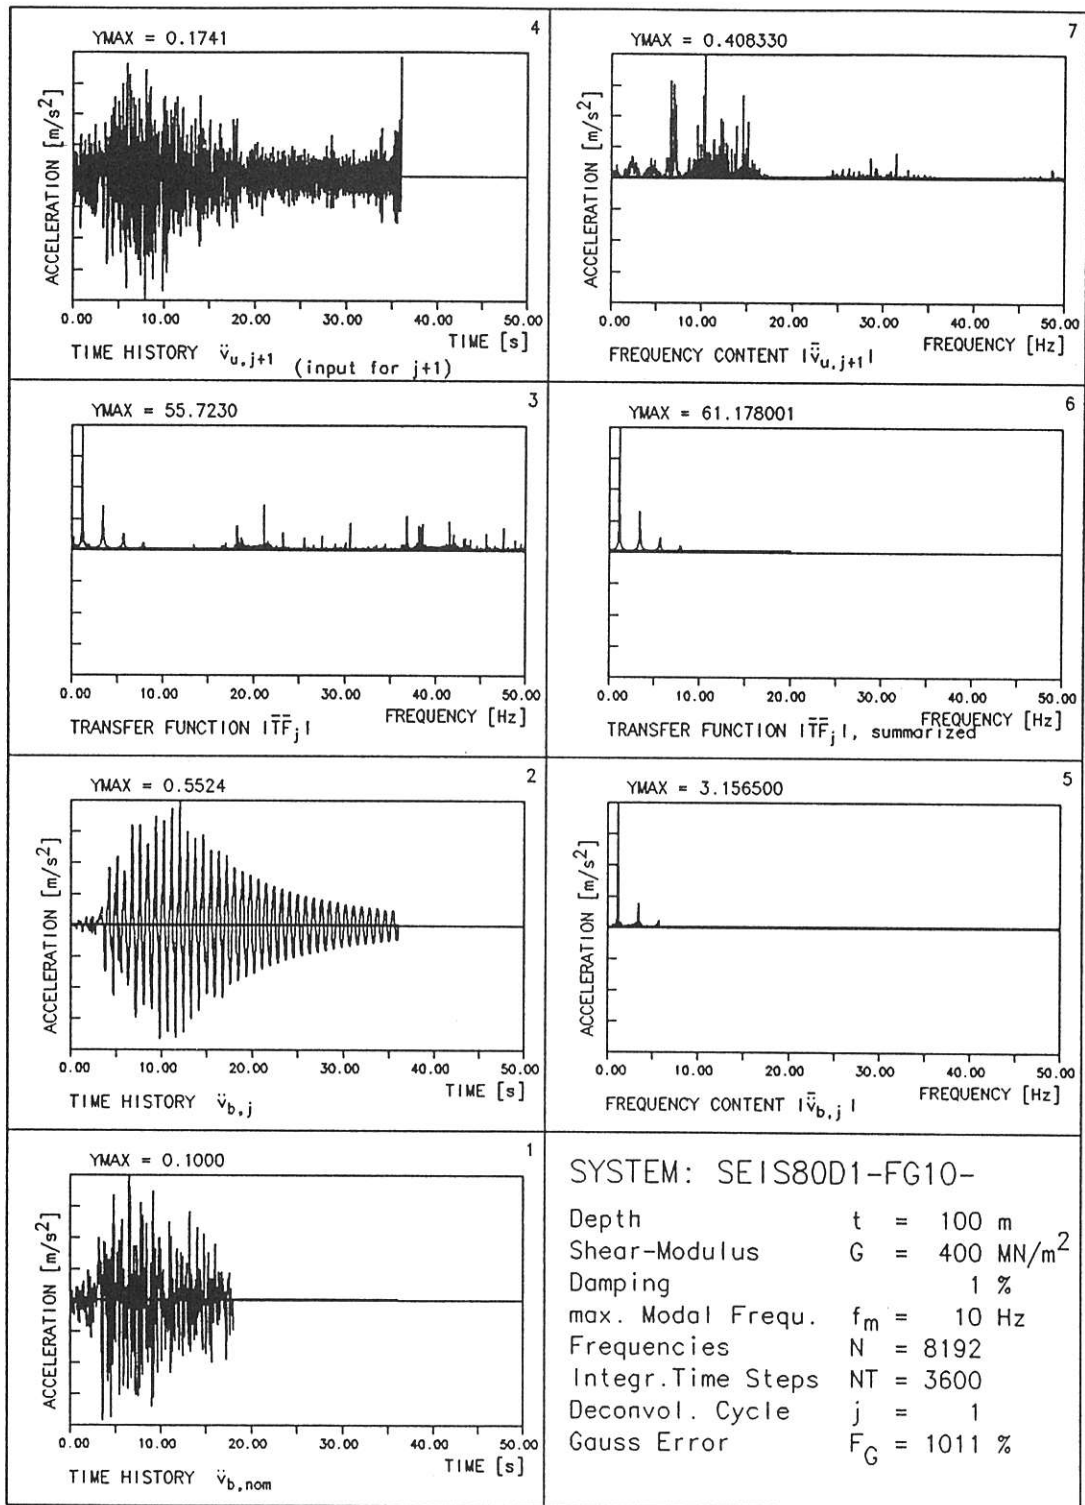 4
YMAX = 0.1741
ACCELERATION [m/s²]
0.00 10.00 20.00 30.00 40.00 50.00
TIME [s]
TIME HISTORY v̈u,j+1 (input for j+1)
7
YMAX = 0.408330
ACCELERATION [m/s²]
0.00 10.00 20.00 30.00 40.00 50.00
FREQUENCY [Hz]
FREQUENCY CONTENT |v̈̄u,j+1|
3
YMAX = 55.7230
0.00 10.00 20.00 30.00 40.00 50.00
FREQUENCY [Hz]
TRANSFER FUNCTION |T̄F̄j|
6
YMAX = 61.178001
0.00 10.00 20.00 30.00 40.00 50.00
FREQUENCY [Hz]
TRANSFER FUNCTION |T̄F̄j|, summarized
2
YMAX = 0.5524
ACCELERATION [m/s²]
0.00 10.00 20.00 30.00 40.00 50.00
TIME [s]
TIME HISTORY v̈b,j
5
YMAX = 3.156500
ACCELERATION [m/s²]
0.00 10.00 20.00 30.00 40.00 50.00
FREQUENCY [Hz]
FREQUENCY CONTENT |v̈̄b,j|
1
YMAX = 0.1000
ACCELERATION [m/s²]
0.00 10.00 20.00 30.00 40.00 50.00
TIME [s]
TIME HISTORY v̈b,nom
SYSTEM: SEIS80D1-FG10-
Depth t = 100 m
Shear-Modulus G = 400 MN/m²
Damping 1 %
max. Modal Frequ. fm = 10 Hz
Frequencies N = 8192
Integr.Time Steps NT = 3600
Deconvol. Cycle j = 1
Gauss Error FG = 1011 %